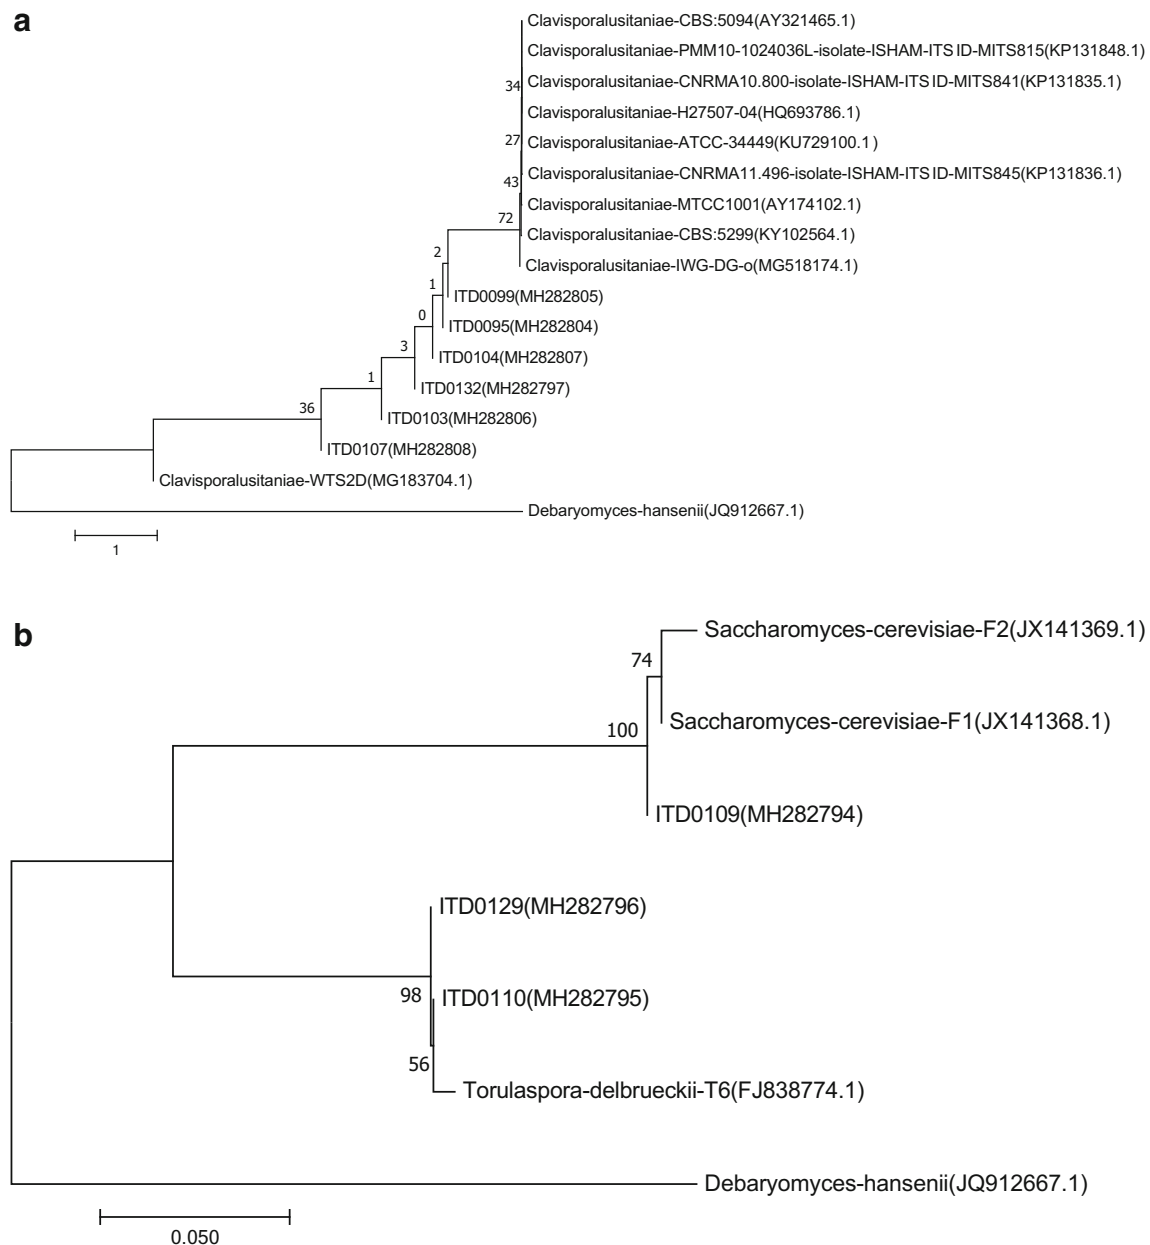 a
Clavisporalusitaniae-CBS:5094(AY321465.1)
Clavisporalusitaniae-PMM10-1024036L-isolate-ISHAM-ITS ID-MITS815(KP131848.1)
34
Clavisporalusitaniae-CNRMA10.800-isolate-ISHAM-ITS ID-MITS841(KP131835.1)
Clavisporalusitaniae-H27507-04(HQ693786.1)
27
Clavisporalusitaniae-ATCC-34449(KU729100.1)
Clavisporalusitaniae-CNRMA11.496-isolate-ISHAM-ITS ID-MITS845(KP131836.1)
43
Clavisporalusitaniae-MTCC1001(AY174102.1)
72
Clavisporalusitaniae-CBS:5299(KY102564.1)
2
Clavisporalusitaniae-IWG-DG-o(MG518174.1)
1
ITD0099(MH282805)
0
ITD0095(MH282804)
3
ITD0104(MH282807)
1
ITD0132(MH282797)
36
ITD0103(MH282806)
ITD0107(MH282808)
Clavisporalusitaniae-WTS2D(MG183704.1)
Debaryomyces-hansenii(JQ912667.1)
1
b
Saccharomyces-cerevisiae-F2(JX141369.1)
74
Saccharomyces-cerevisiae-F1(JX141368.1)
100
ITD0109(MH282794)
ITD0129(MH282796)
98
ITD0110(MH282795)
56
Torulaspora-delbrueckii-T6(FJ838774.1)
Debaryomyces-hansenii(JQ912667.1)
0.050